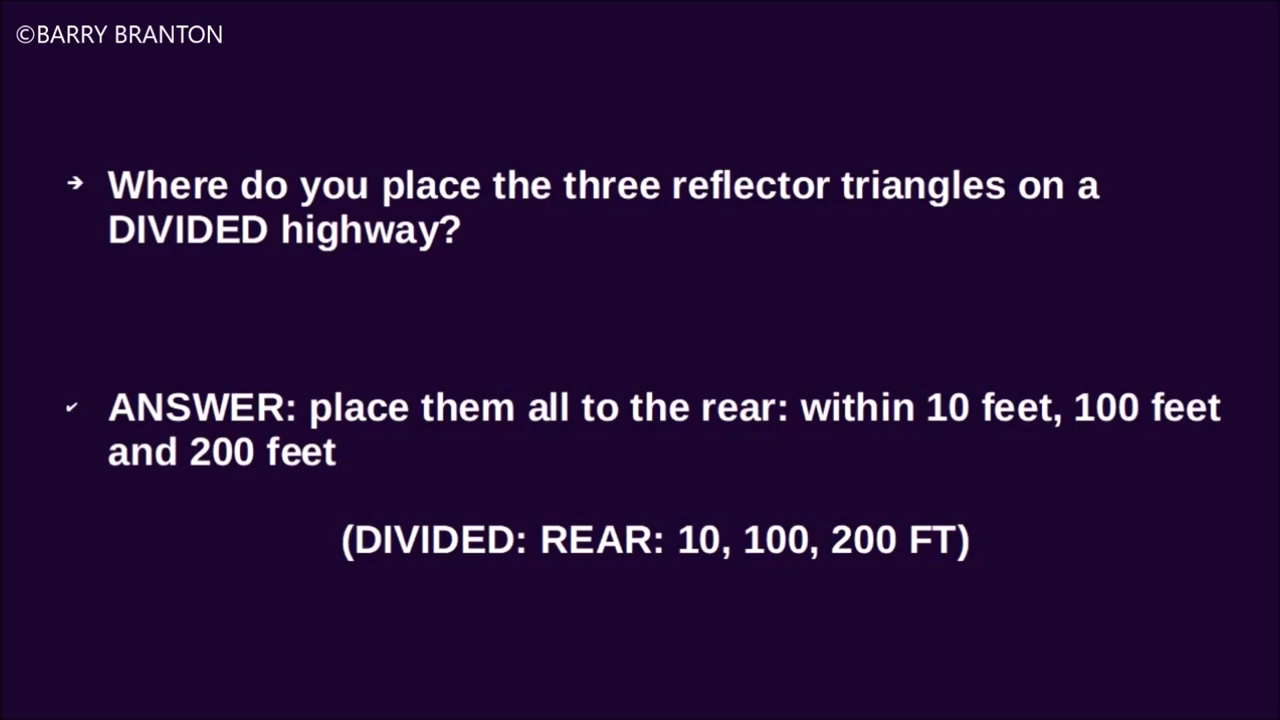 ©BARRY BRANTON
➔ Where do you place the three reflector triangles on a
DIVIDED highway?
✔ ANSWER: place them all to the rear: within 10 feet, 100 feet
and 200 feet
(DIVIDED: REAR: 10, 100, 200 FT)